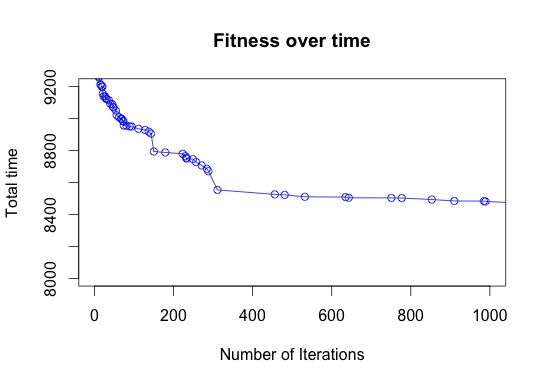 Fitness over time
Total time
9200
8800
8400
8000
0 200 400 600 800 1000
Number of Iterations